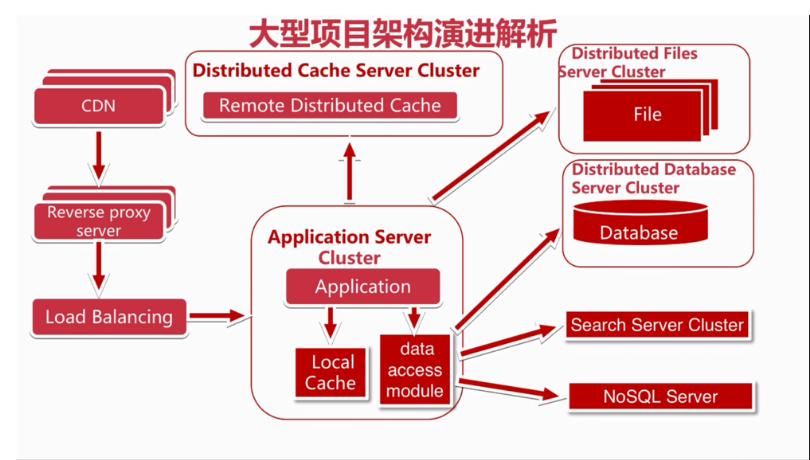 大型项目架构演进解析
CDN
Reverse proxy
server
Load Balancing
Distributed Cache Server Cluster
Remote Distributed Cache
Application Server
Cluster
Application
Local
Cache
data
access
module
Distributed Files
Server Cluster
File
Distributed Database
Server Cluster
Database
Search Server Cluster
NoSQL Server